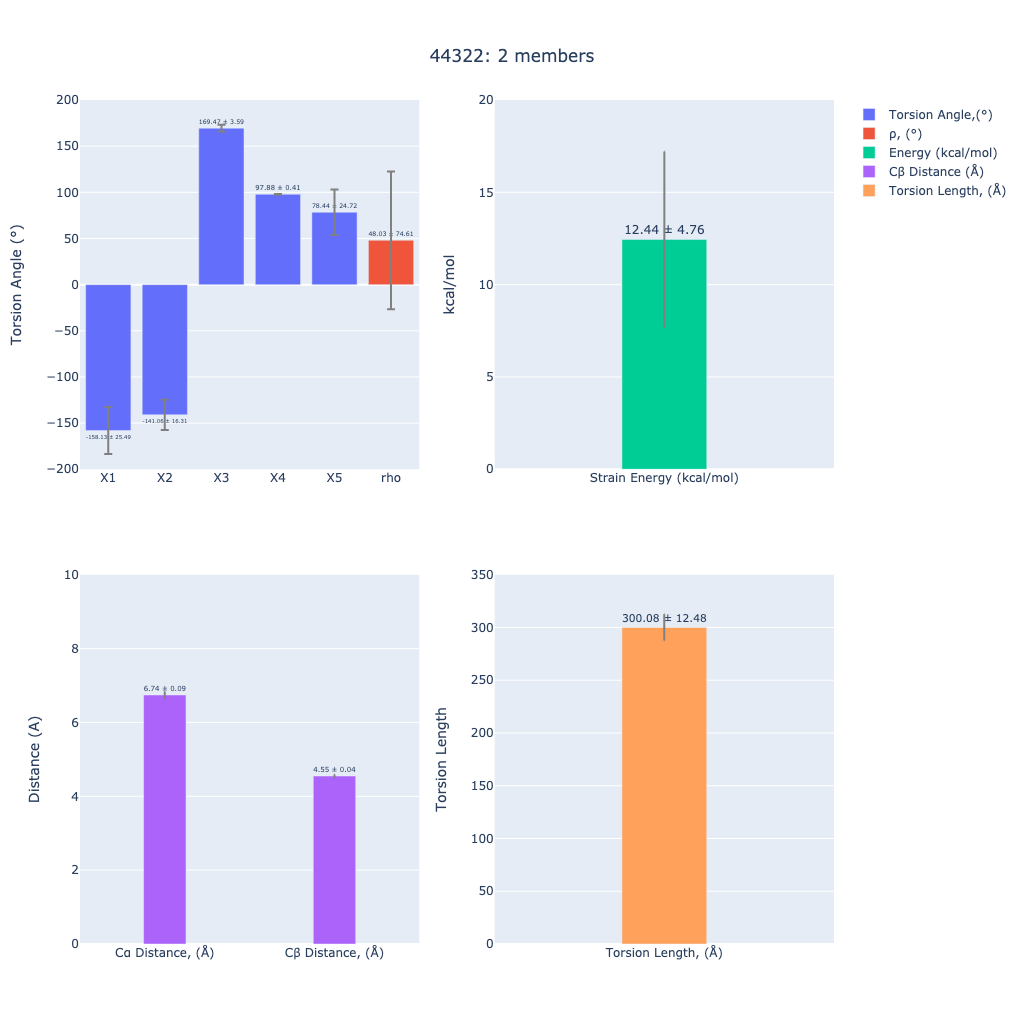 44322: 2 members
200
150
100
50
0
−50
−100
−150
−200
Torsion Angle (°)
169.47 ± 3.59
97.88 ± 0.41
78.44 ± 24.72
48.03 ± 74.61
-158.13 ± 25.49
-141.06 ± 16.31
X1
X2
X3
X4
X5
rho
20
15
10
5
0
kcal/mol
12.44 ± 4.76
Strain Energy (kcal/mol)
Torsion Angle,(°)
ρ, (°)
Energy (kcal/mol)
Cβ Distance (Å)
Torsion Length, (Å)
10
8
6
4
2
0
Distance (A)
6.74 ± 0.09
4.55 ± 0.04
Cα Distance, (Å)
Cβ Distance, (Å)
350
300
250
200
150
100
50
0
Torsion Length
300.08 ± 12.48
Torsion Length, (Å)